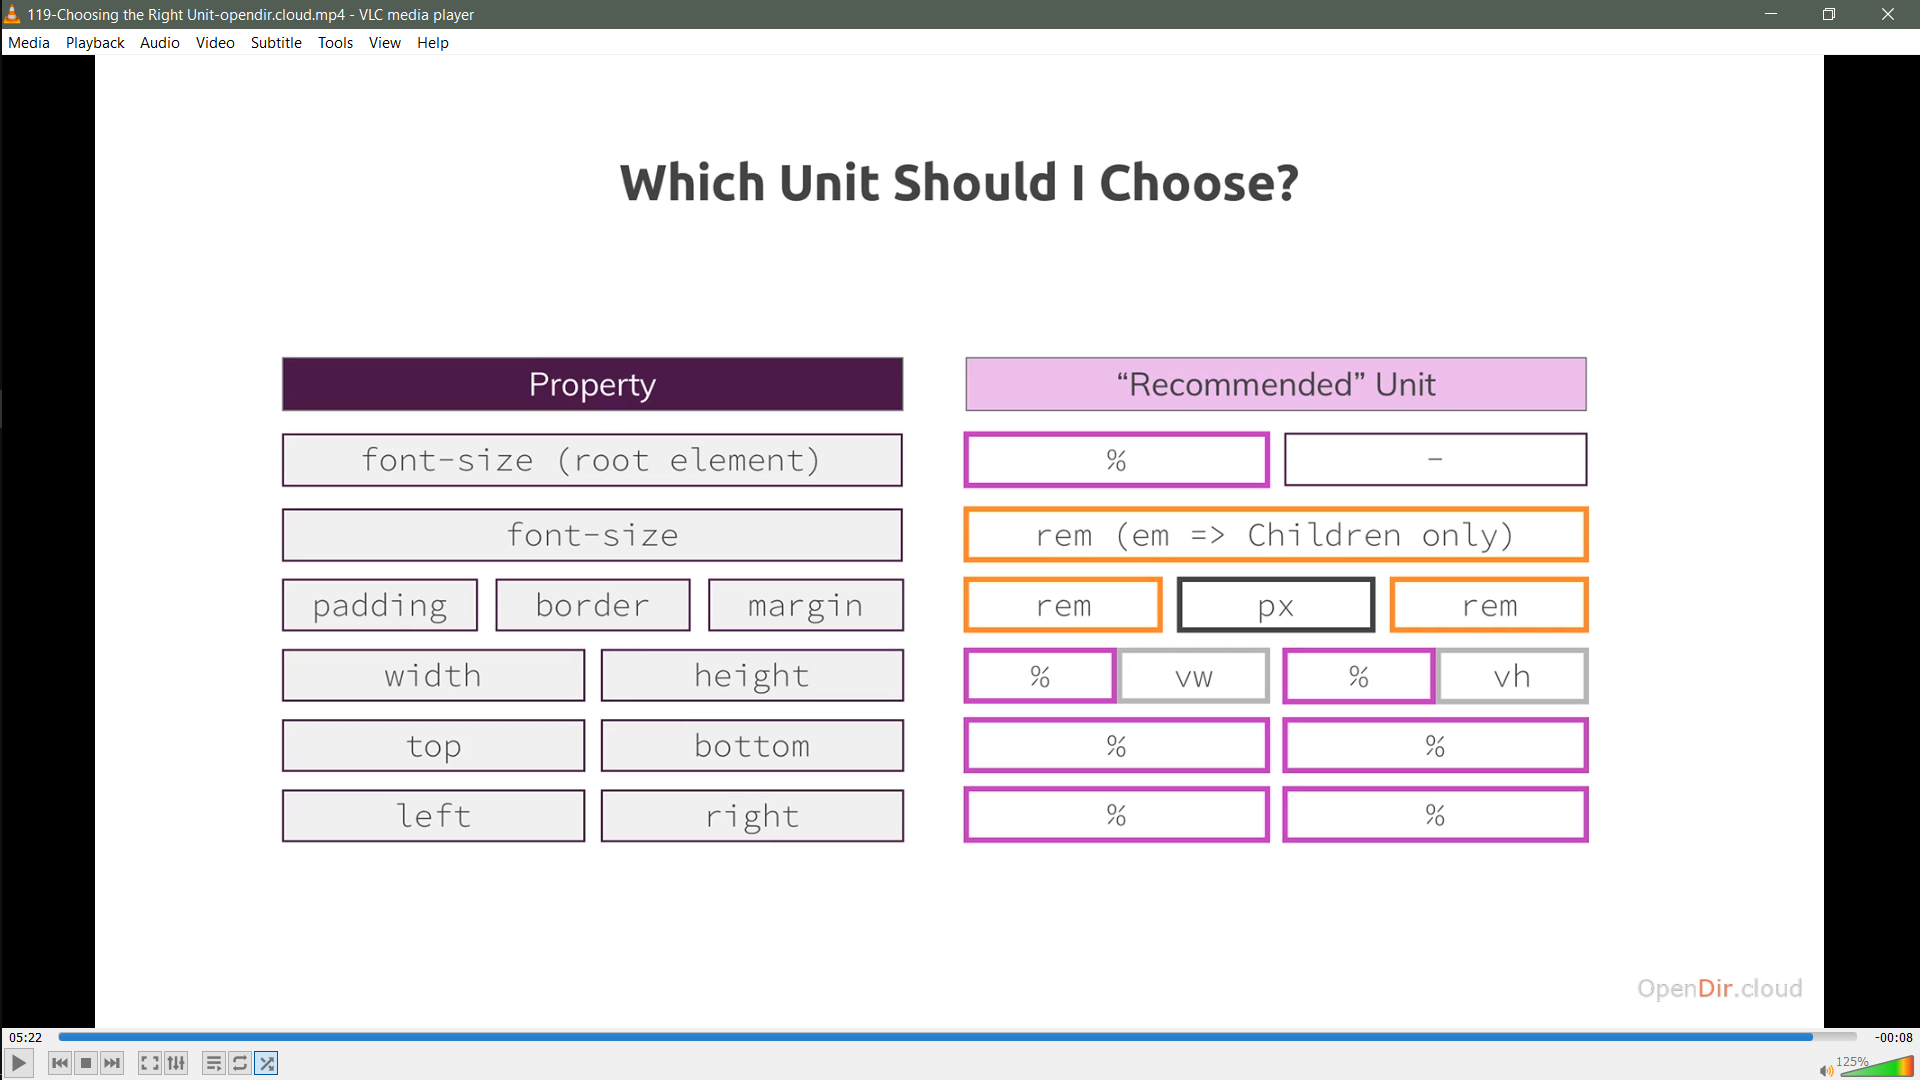 119-Choosing the Right Unit-opendir.cloud.mp4 - VLC media player
Media Playback Audio Video Subtitle Tools View Help
Which Unit Should I Choose?
Property “Recommended” Unit
font-size (root element) % -
font-size rem (em => Children only)
padding border margin rem px rem
width height % vw % vh
top bottom % %
left right % %
OpenDir.cloud
05:22 -00:08
125%